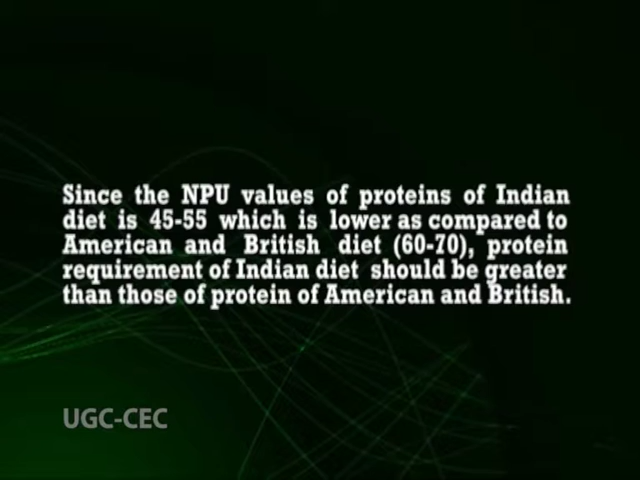 Since the NPU values of proteins of Indian
diet is 45-55 which is lower as compared to
American and British diet (60-70), protein
requirement of Indian diet should be greater
than those of protein of American and British.
UGC-CEC